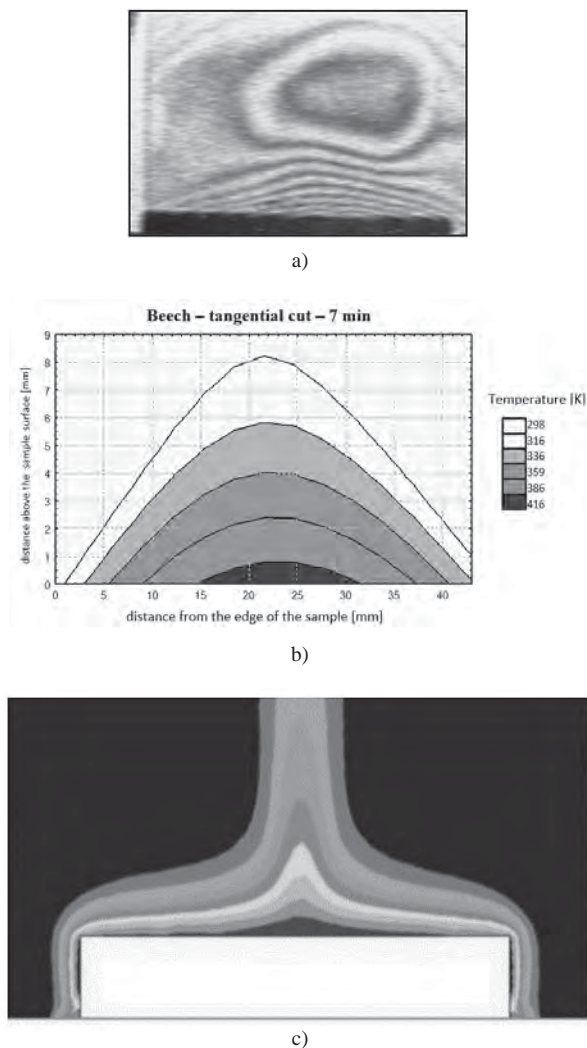 a)
Beech – tangential cut – 7 min
9
8
7
6
5
4
3
2
1
0
distance above the sample surface [mm]
0 5 10 15 20 25 30 35 40
distance from the edge of the sample [mm]
Temperature [K]
298
316
336
359
386
416
b)
c)